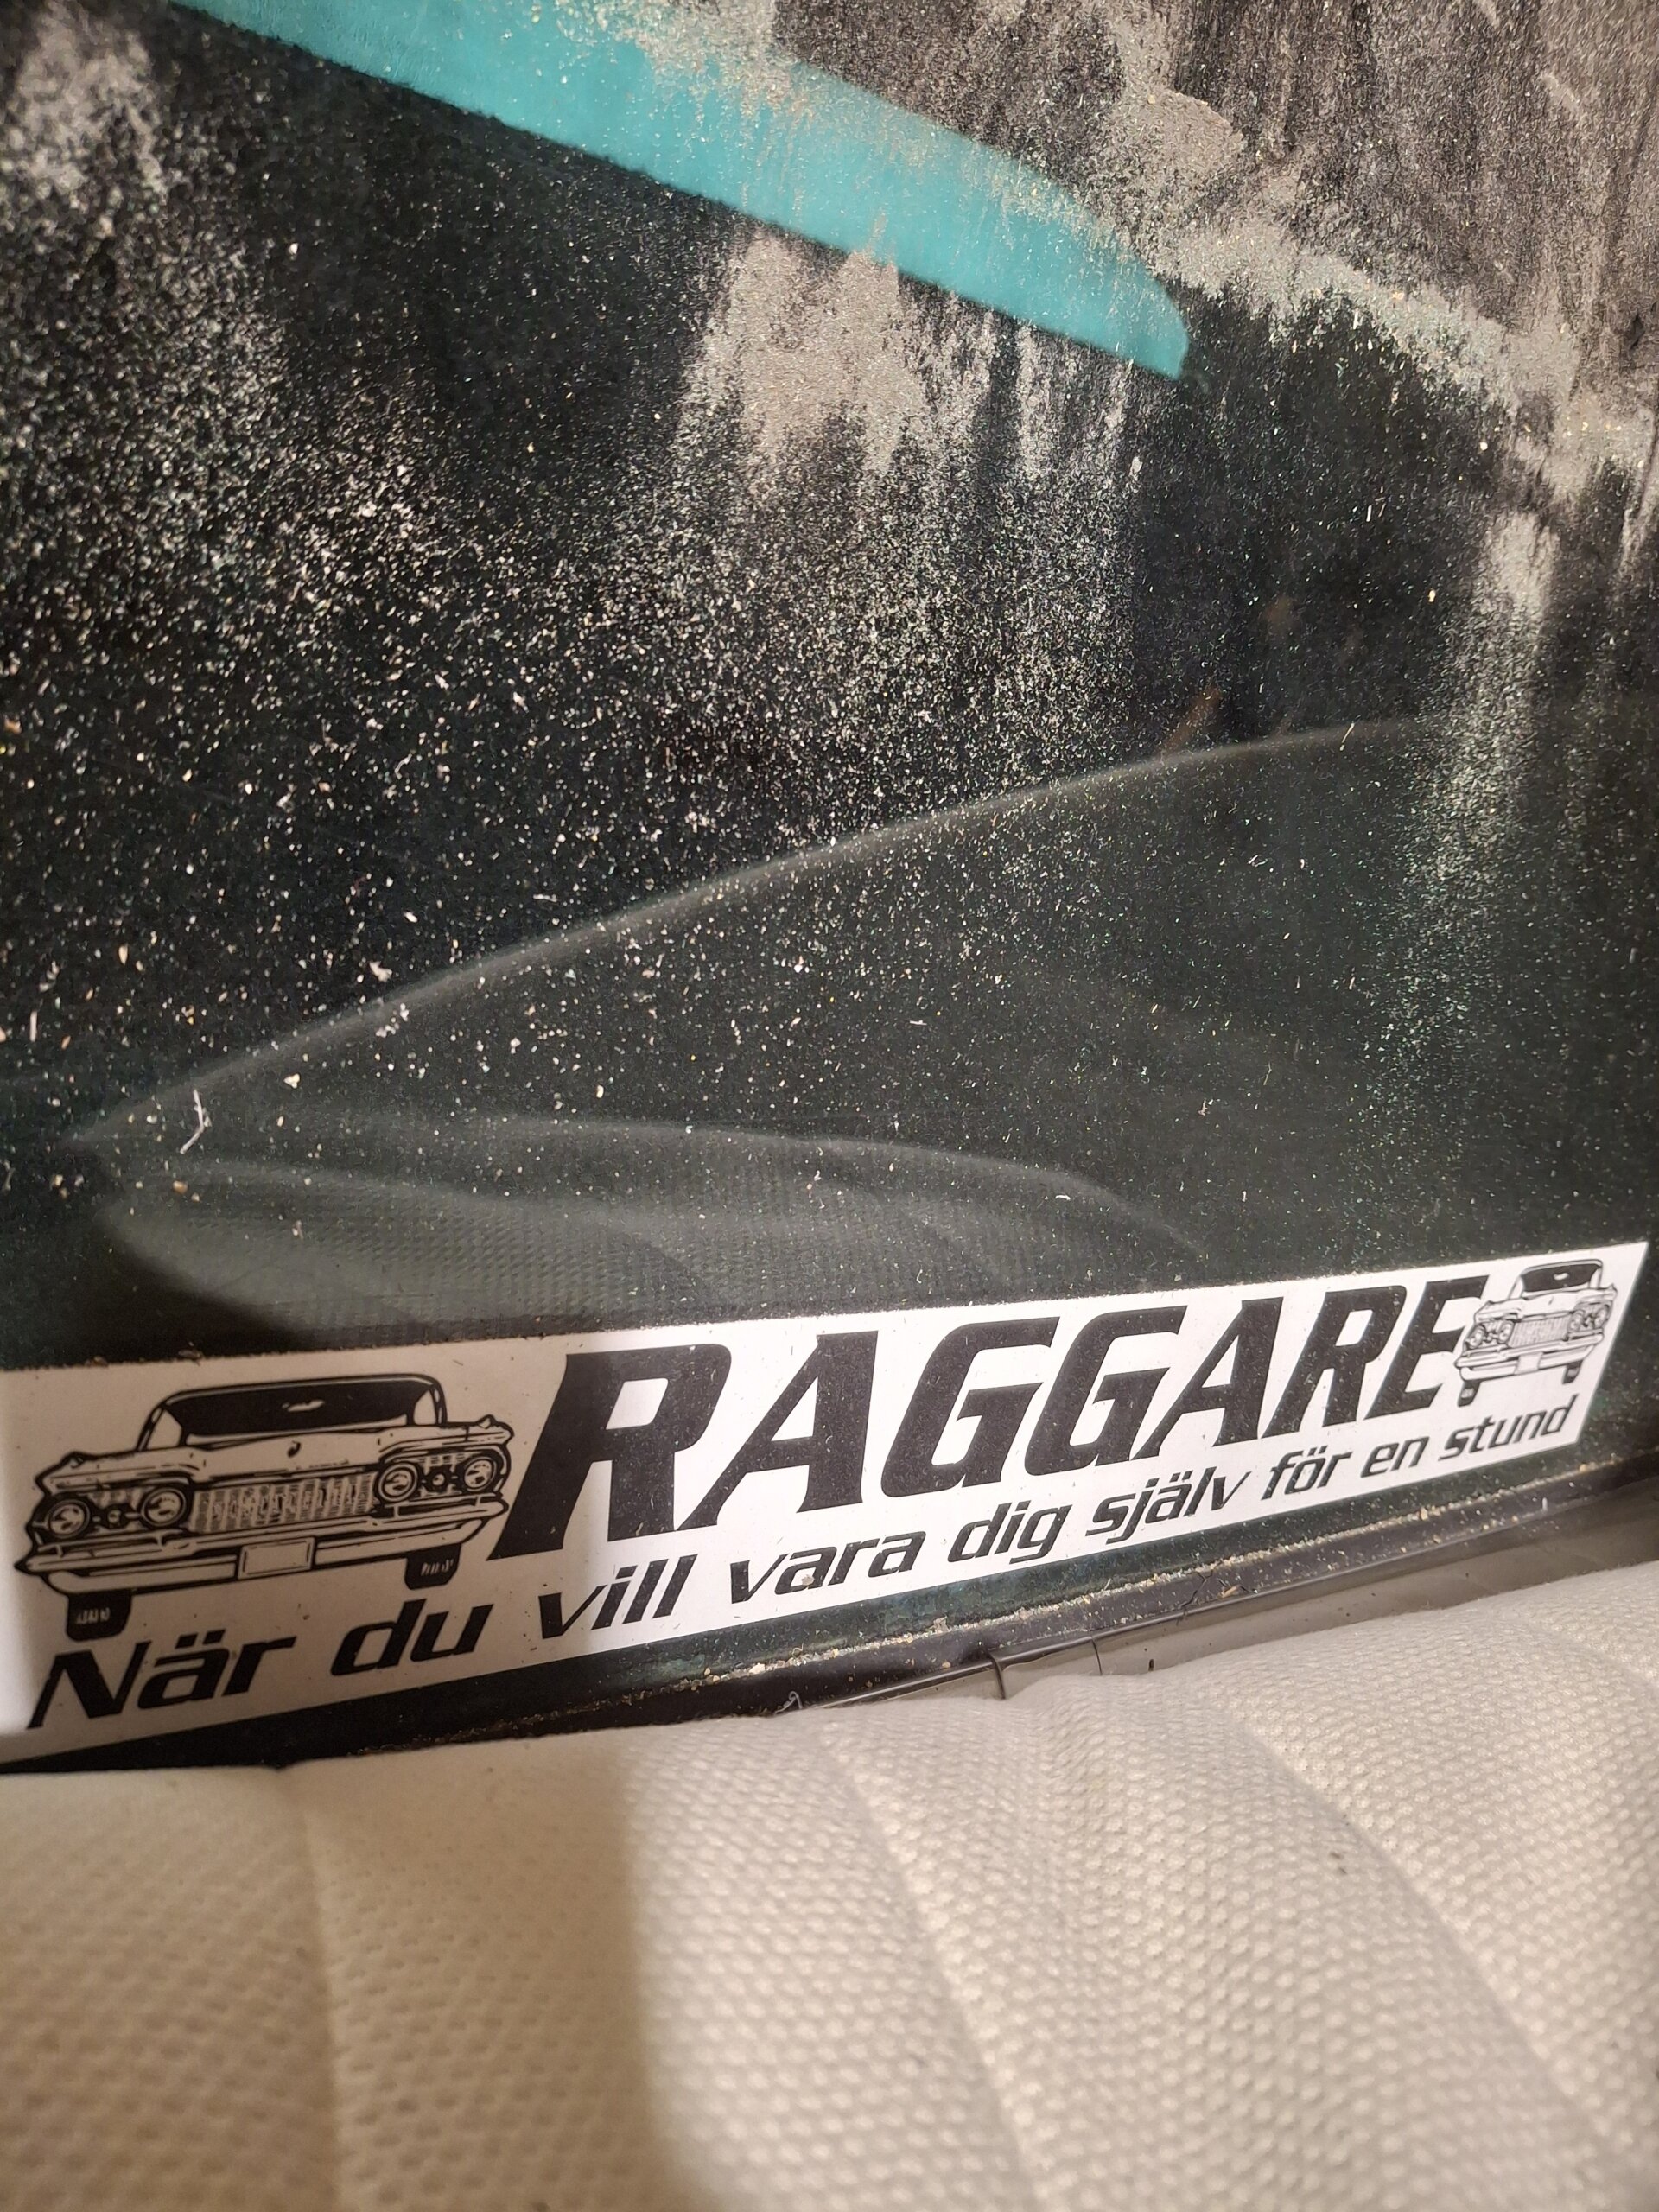 RAGGARE
När du vill vara dig själv för en stund